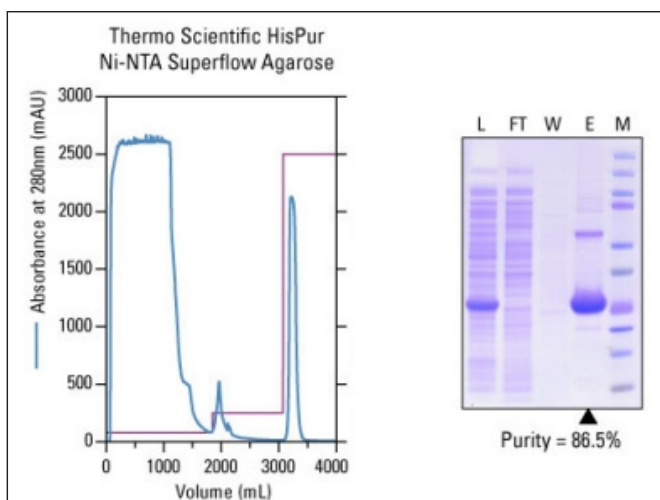 Thermo Scientific HisPur
Ni-NTA Superflow Agarose
Absorbance at 280nm (mAU)
3000
2500
2000
1500
1000
500
0
0 1000 2000 3000 4000
Volume (mL)
L FT W E M
Purity = 86.5%